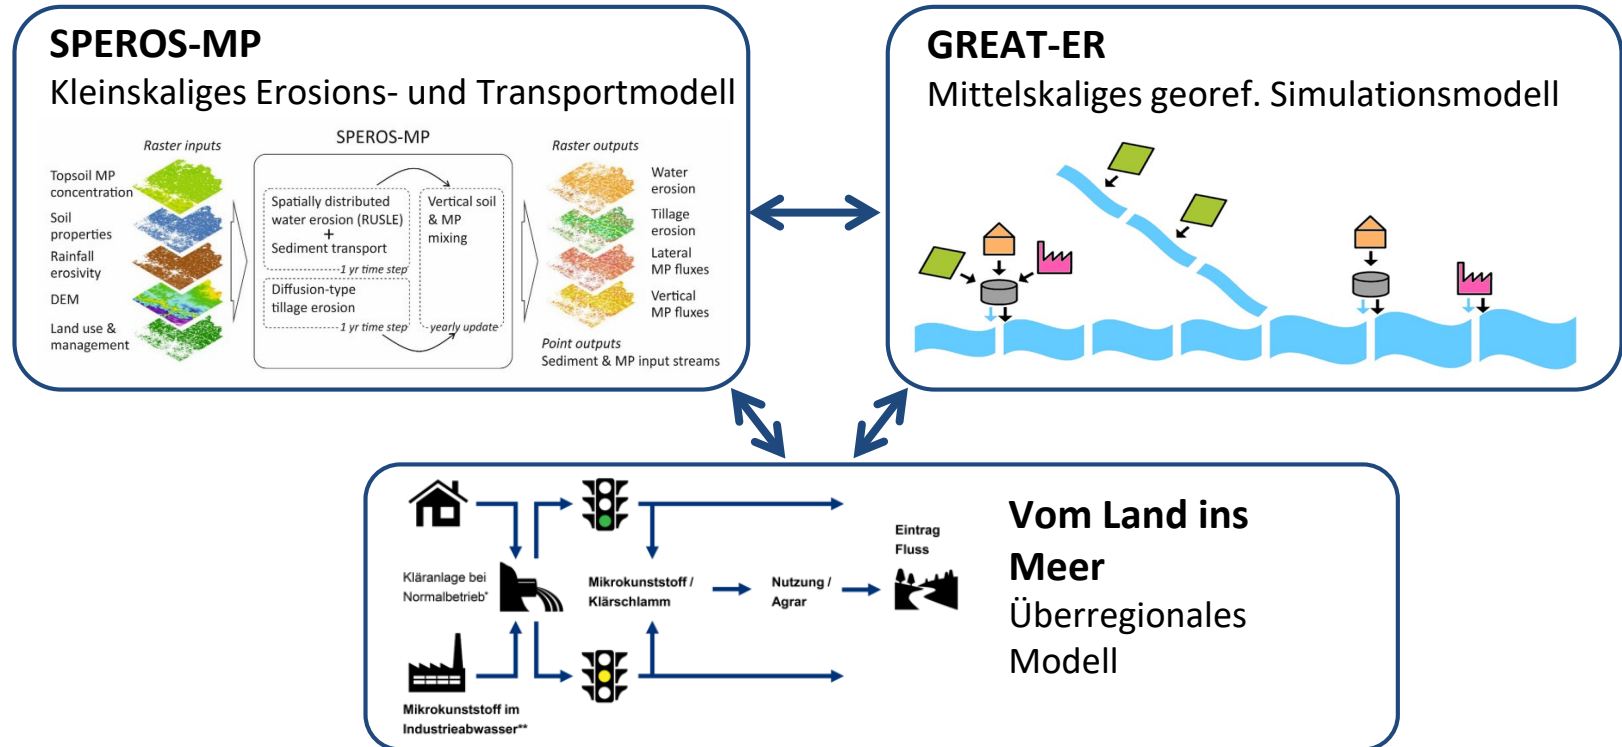 SPEROS-MP
Kleinskaliges Erosions- und Transportmodell
SPEROS-MP
Raster inputs
Topsoil MP
concentration
Soil
properties
Rainfall
erosivity
DEM
Land use &
management
Spatially distributed
water erosion (RUSLE)
+
Sediment transport
1 yr time step
Diffusion-type
tillage erosion
1 yr time step
Vertical soil
& MP
mixing
yearly update
Raster outputs
Water
erosion
Tillage
erosion
Lateral
MP fluxes
Vertical
MP fluxes
Point outputs
Sediment & MP input streams
GREAT-ER
Mittelskaliges georef. Simulationsmodell
Kläranlage bei
Normalbetrieb*
Mikrokunststoff im
Industrieabwasser**
Mikrokunststoff /
Klärschlamm
Nutzung /
Agrar
Eintrag
Fluss
Vom Land ins
Meer
Überregionales
Modell